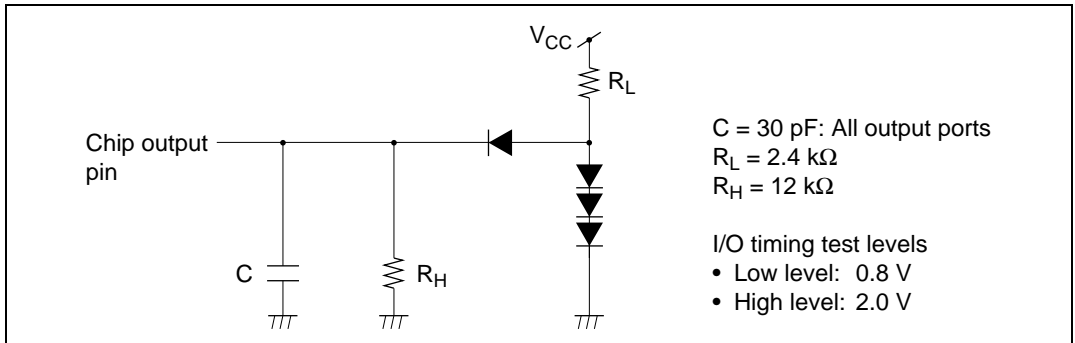 V_CC
R_L
Chip output
pin
C
R_H
C = 30 pF: All output ports
R_L = 2.4 kΩ
R_H = 12 kΩ
I/O timing test levels
• Low level: 0.8 V
• High level: 2.0 V